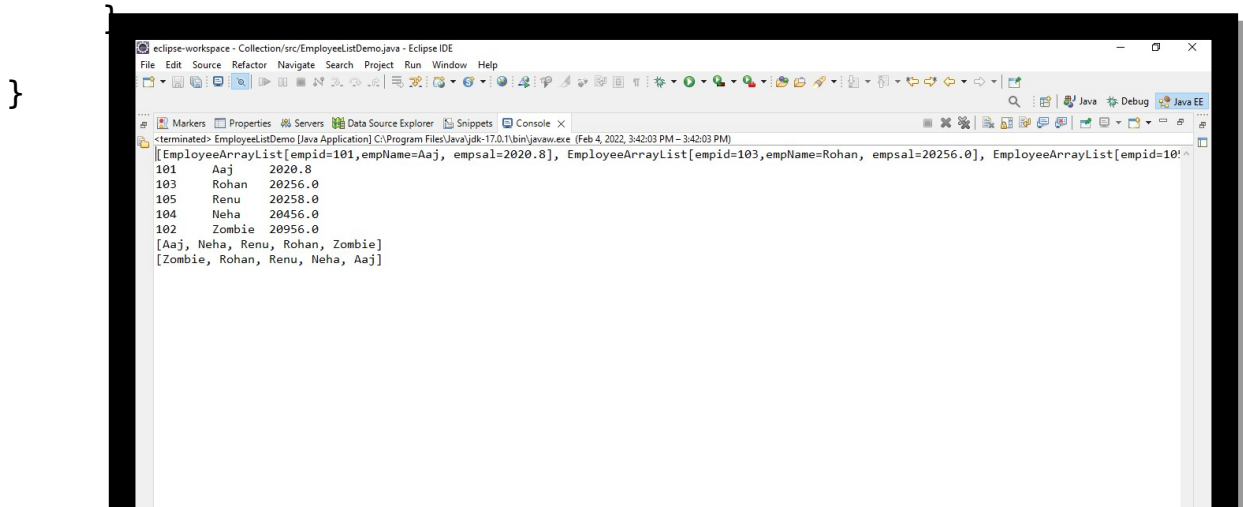 }
}
eclipse-workspace - Collection/src/EmployeeListDemo.java - Eclipse IDE
File Edit Source Refactor Navigate Search Project Run Window Help
Java Debug Java EE
Markers Properties Servers Data Source Explorer Snippets Console
<terminated> EmployeeListDemo [Java Application] C:\Program Files\Java\jdk-17.0.1\bin\javaw.exe (Feb 4, 2022, 3:42:03 PM – 3:42:03 PM)
[EmployeeArrayList[empid=101,empName=Aaj, empsal=2020.8], EmployeeArrayList[empid=103,empName=Rohan, empsal=20256.0], EmployeeArrayList[empid=105
101 Aaj 2020.8
103 Rohan 20256.0
105 Renu 20258.0
104 Neha 20456.0
102 Zombie 20956.0
[Aaj, Neha, Renu, Rohan, Zombie]
[Zombie, Rohan, Renu, Neha, Aaj]